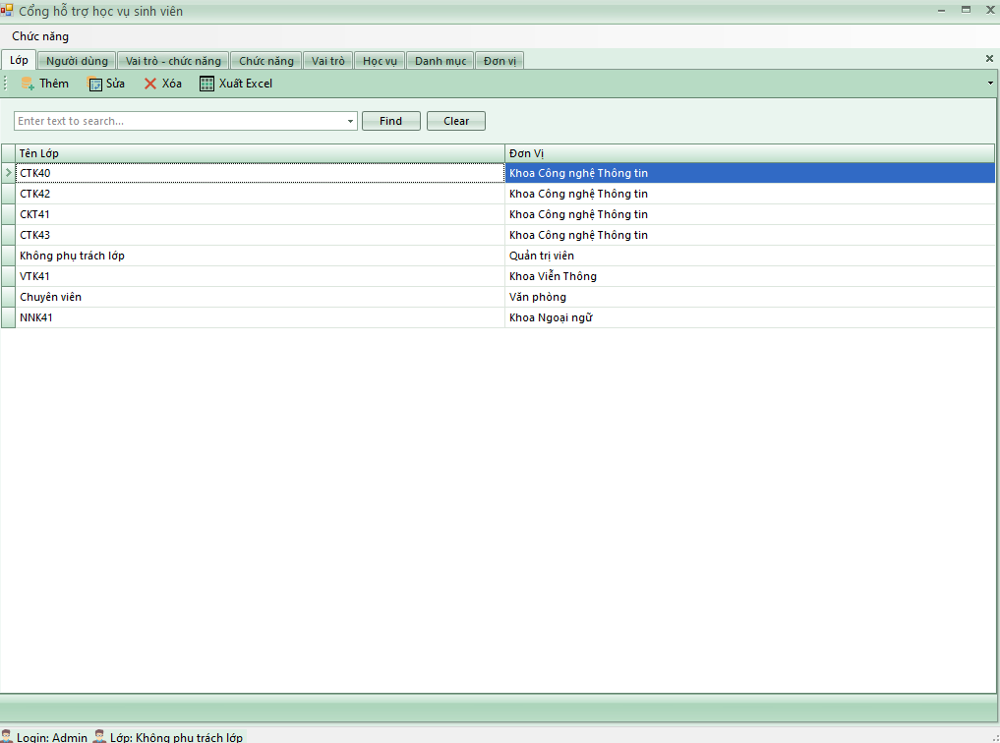 Cổng hỗ trợ học vụ sinh viên
Chức năng
Lớp Người dùng Vai trò - chức năng Chức năng Vai trò Học vụ Danh mục Đơn vị
Thêm Sửa Xóa Xuất Excel
Enter text to search... Find Clear
Tên Lớp Đơn Vị
CTK40 Khoa Công nghệ Thông tin
CTK42 Khoa Công nghệ Thông tin
CKT41 Khoa Công nghệ Thông tin
CTK43 Khoa Công nghệ Thông tin
Không phụ trách lớp Quản trị viên
VTK41 Khoa Viễn Thông
Chuyên viên Văn phòng
NNK41 Khoa Ngoại ngữ
Login: Admin Lớp: Không phụ trách lớp